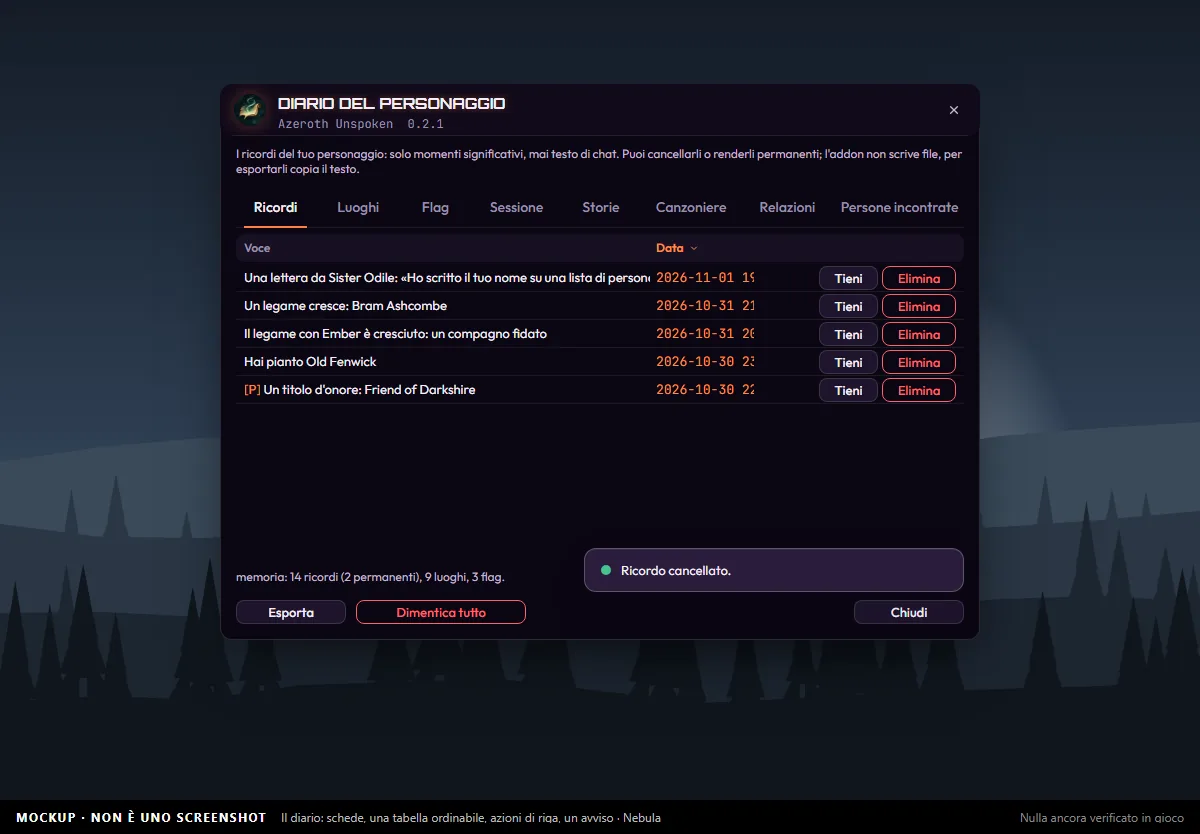 DIARIO DEL PERSONAGGIO
Azeroth Unspoken 0.2.1
I ricordi del tuo personaggio: solo momenti significativi, mai testo di chat. Puoi cancellarli o renderli permanenti; l'addon non scrive file, per
esportarli copia il testo.
Ricordi Luoghi Flag Sessione Storie Canzoniere Relazioni Persone incontrate
Voce Data
Una lettera da Sister Odile: «Ho scritto il tuo nome su una lista di person 2026-11-01 19 Tieni Elimina
Un legame cresce: Bram Ashcombe 2026-10-31 21 Tieni Elimina
Il legame con Ember è cresciuto: un compagno fidato 2026-10-31 20 Tieni Elimina
Hai pianto Old Fenwick 2026-10-30 23 Tieni Elimina
[P] Un titolo d'onore: Friend of Darkshire 2026-10-30 22 Tieni Elimina
memoria: 14 ricordi (2 permanenti), 9 luoghi, 3 flag.
Ricordo cancellato.
Esporta Dimentica tutto Chiudi
MOCKUP · NON È UNO SCREENSHOT Il diario: schede, una tabella ordinabile, azioni di riga, un avviso · Nebula Nulla ancora verificato in gioco